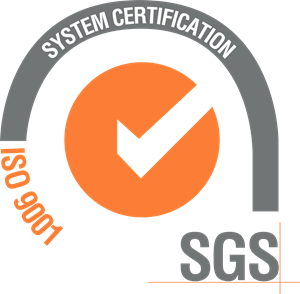 SYSTEM CERTIFICATION
ISO 9001
SGS